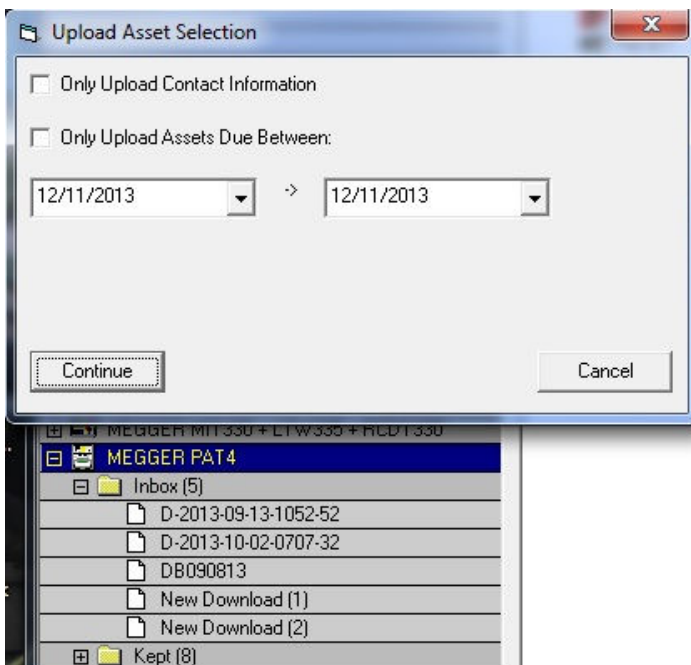 Upload Asset Selection
Only Upload Contact Information
Only Upload Assets Due Between:
12/11/2013 -> 12/11/2013
Continue Cancel
MEGGER MIT330 + LTW335 + RCDT330
MEGGER PAT4
Inbox (5)
D-2013-09-13-1052-52
D-2013-10-02-0707-32
DB090813
New Download (1)
New Download (2)
Kept (8)